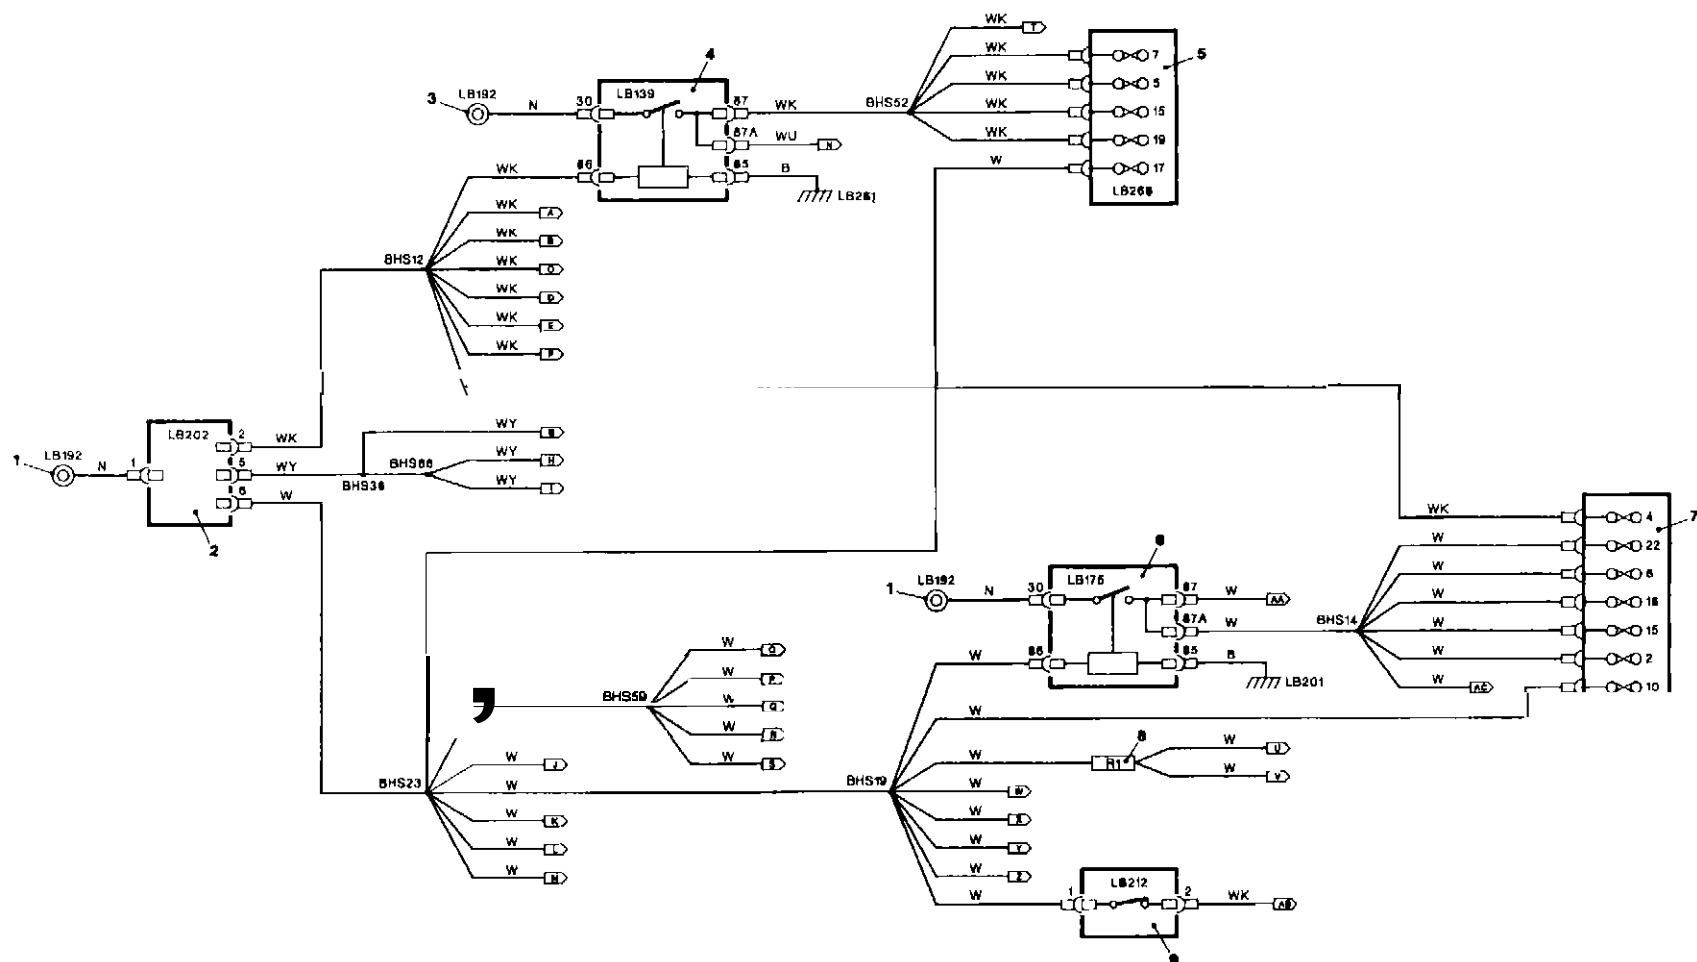 WK T
WK 7
5
4
WK 5
LB192
3
N
30
LB139
87
WK
BHS52
WK 15
87A
WU N
WK 19
WK
86
85
B
W 17
LB268
WK A
WK B
BHS12
WK
WK D
WK E
WK F
LB202
2
WK
WY
1
LB192
N
1
5
WY
BHS66
WY H
BHS36
6
W
WY I
2
WK 4
7
W 22
6
LB192
1
N
30
LB175
87
W AA
W 6
W 16
87A
W
BHS14
W 15
86
W
85
B
W 2
LB201
W AC
10
W O
W P
BHS59
W Q
W R
W S
W
8
W
R1
W U
W V
W J
BHS23
W
BHS19
W W
W K
W X
W L
W Y
W M
W Z
W
1
LB212
2
WK AB
9